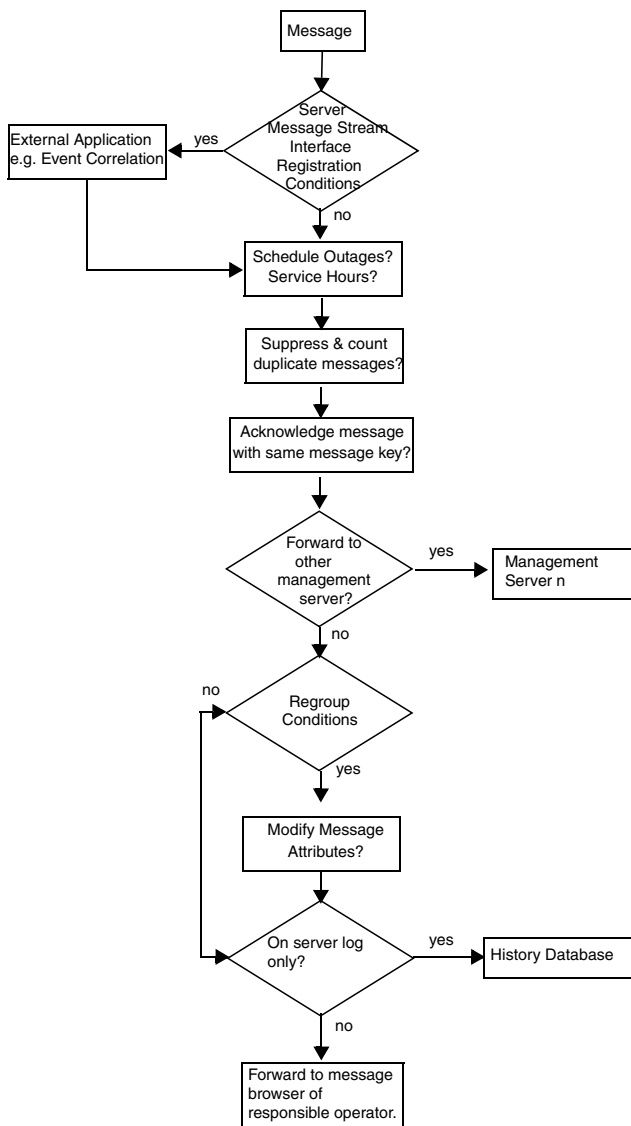 Message
Server
Message Stream
Interface
Registration
Conditions
yes
External Application
e.g. Event Correlation
no
Schedule Outages?
Service Hours?
Suppress & count
duplicate messages?
Acknowledge message
with same message key?
Forward to
other
management
server?
yes
Management
Server n
no
no
Regroup
Conditions
yes
Modify Message
Attributes?
On server log
only?
yes
History Database
no
Forward to message
browser of
responsible operator.